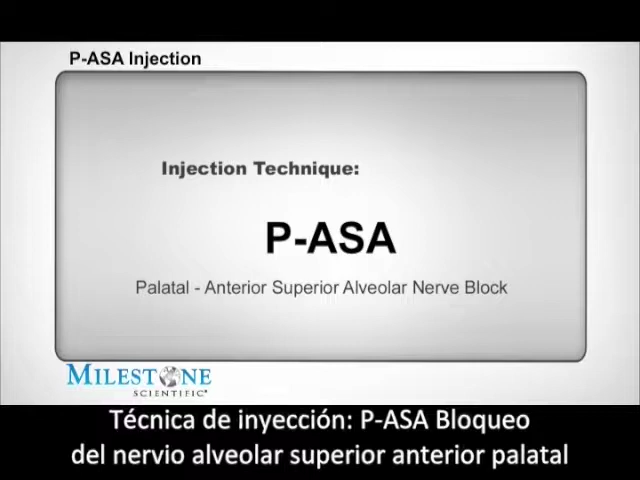 P-ASA Injection
Injection Technique:
P-ASA
Palatal - Anterior Superior Alveolar Nerve Block
MILESTONE
SCIENTIFIC®
Técnica de inyección: P-ASA Bloqueo
del nervio alveolar superior anterior palatal